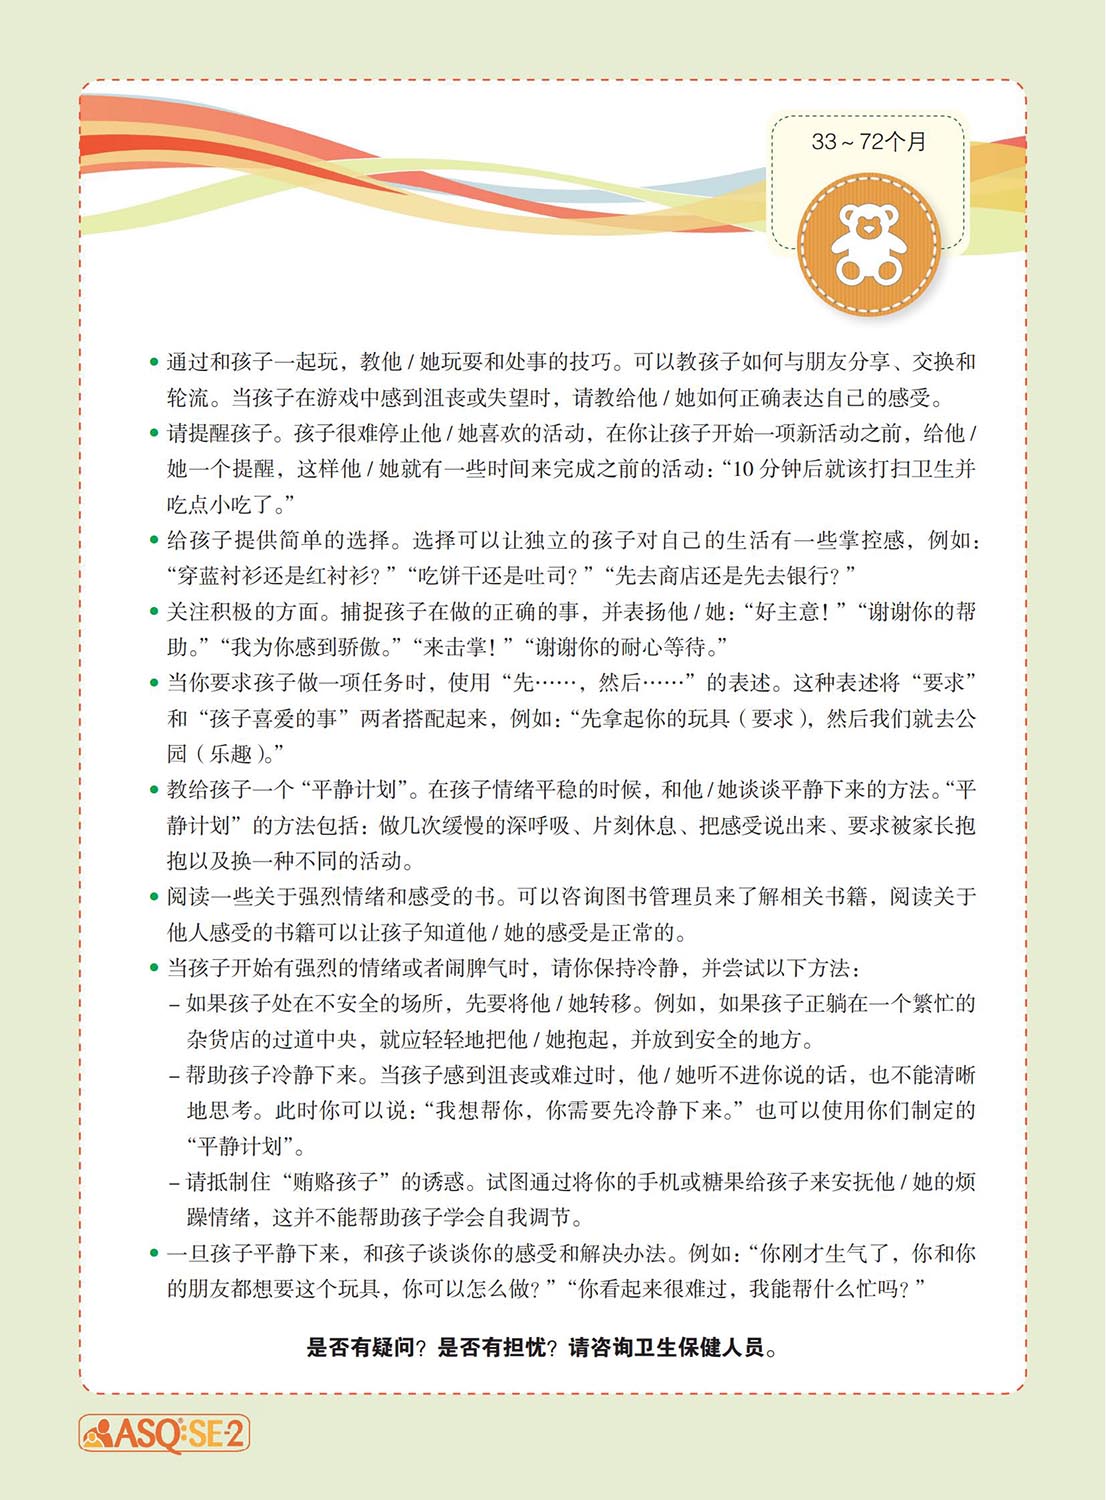 33～72个月
• 通过和孩子一起玩，教他 / 她玩耍和处事的技巧。可以教孩子如何与朋友分享、交换和
轮流。当孩子在游戏中感到沮丧或失望时，请教给他 / 她如何正确表达自己的感受。
• 请提醒孩子。孩子很难停止他 / 她喜欢的活动，在你让孩子开始一项新活动之前，给他 /
她一个提醒，这样他 / 她就有一些时间来完成之前的活动：“10 分钟后就该打扫卫生并
吃点小吃了。”
• 给孩子提供简单的选择。选择可以让独立的孩子对自己的生活有一些掌控感，例如：
“穿蓝衬衫还是红衬衫？”“吃饼干还是吐司？”“先去商店还是先去银行？”
• 关注积极的方面。捕捉孩子在做的正确的事，并表扬他 / 她：“好主意！”“谢谢你的帮
助。”“我为你感到骄傲。”“来击掌！”“谢谢你的耐心等待。”
• 当你要求孩子做一项任务时，使用“先……，然后……”的表述。这种表述将“要求”
和“孩子喜爱的事”两者搭配起来，例如：“先拿起你的玩具（要求），然后我们就去公
园（乐趣）。”
• 教给孩子一个“平静计划”。在孩子情绪平稳的时候，和他 / 她谈谈平静下来的方法。“平
静计划”的方法包括：做几次缓慢的深呼吸、片刻休息、把感受说出来、要求被家长抱
抱以及换一种不同的活动。
• 阅读一些关于强烈情绪和感受的书。可以咨询图书管理员来了解相关书籍，阅读关于
他人感受的书籍可以让孩子知道他 / 她的感受是正常的。
• 当孩子开始有强烈的情绪或者闹脾气时，请你保持冷静，并尝试以下方法：
– 如果孩子处在不安全的场所，先要将他 / 她转移。例如，如果孩子正躺在一个繁忙的
杂货店的过道中央，就应轻轻地把他 / 她抱起，并放到安全的地方。
– 帮助孩子冷静下来。当孩子感到沮丧或难过时，他 / 她听不进你说的话，也不能清晰
地思考。此时你可以说：“我想帮你，你需要先冷静下来。”也可以使用你们制定的
“平静计划”。
– 请抵制住“贿赂孩子”的诱惑。试图通过将你的手机或糖果给孩子来安抚他 / 她的烦
躁情绪，这并不能帮助孩子学会自我调节。
• 一旦孩子平静下来，和孩子谈谈你的感受和解决办法。例如：“你刚才生气了，你和你
的朋友都想要这个玩具，你可以怎么做？”“你看起来很难过，我能帮什么忙吗？”
是否有疑问？是否有担忧？请咨询卫生保健人员。
ASQ®:SE-2